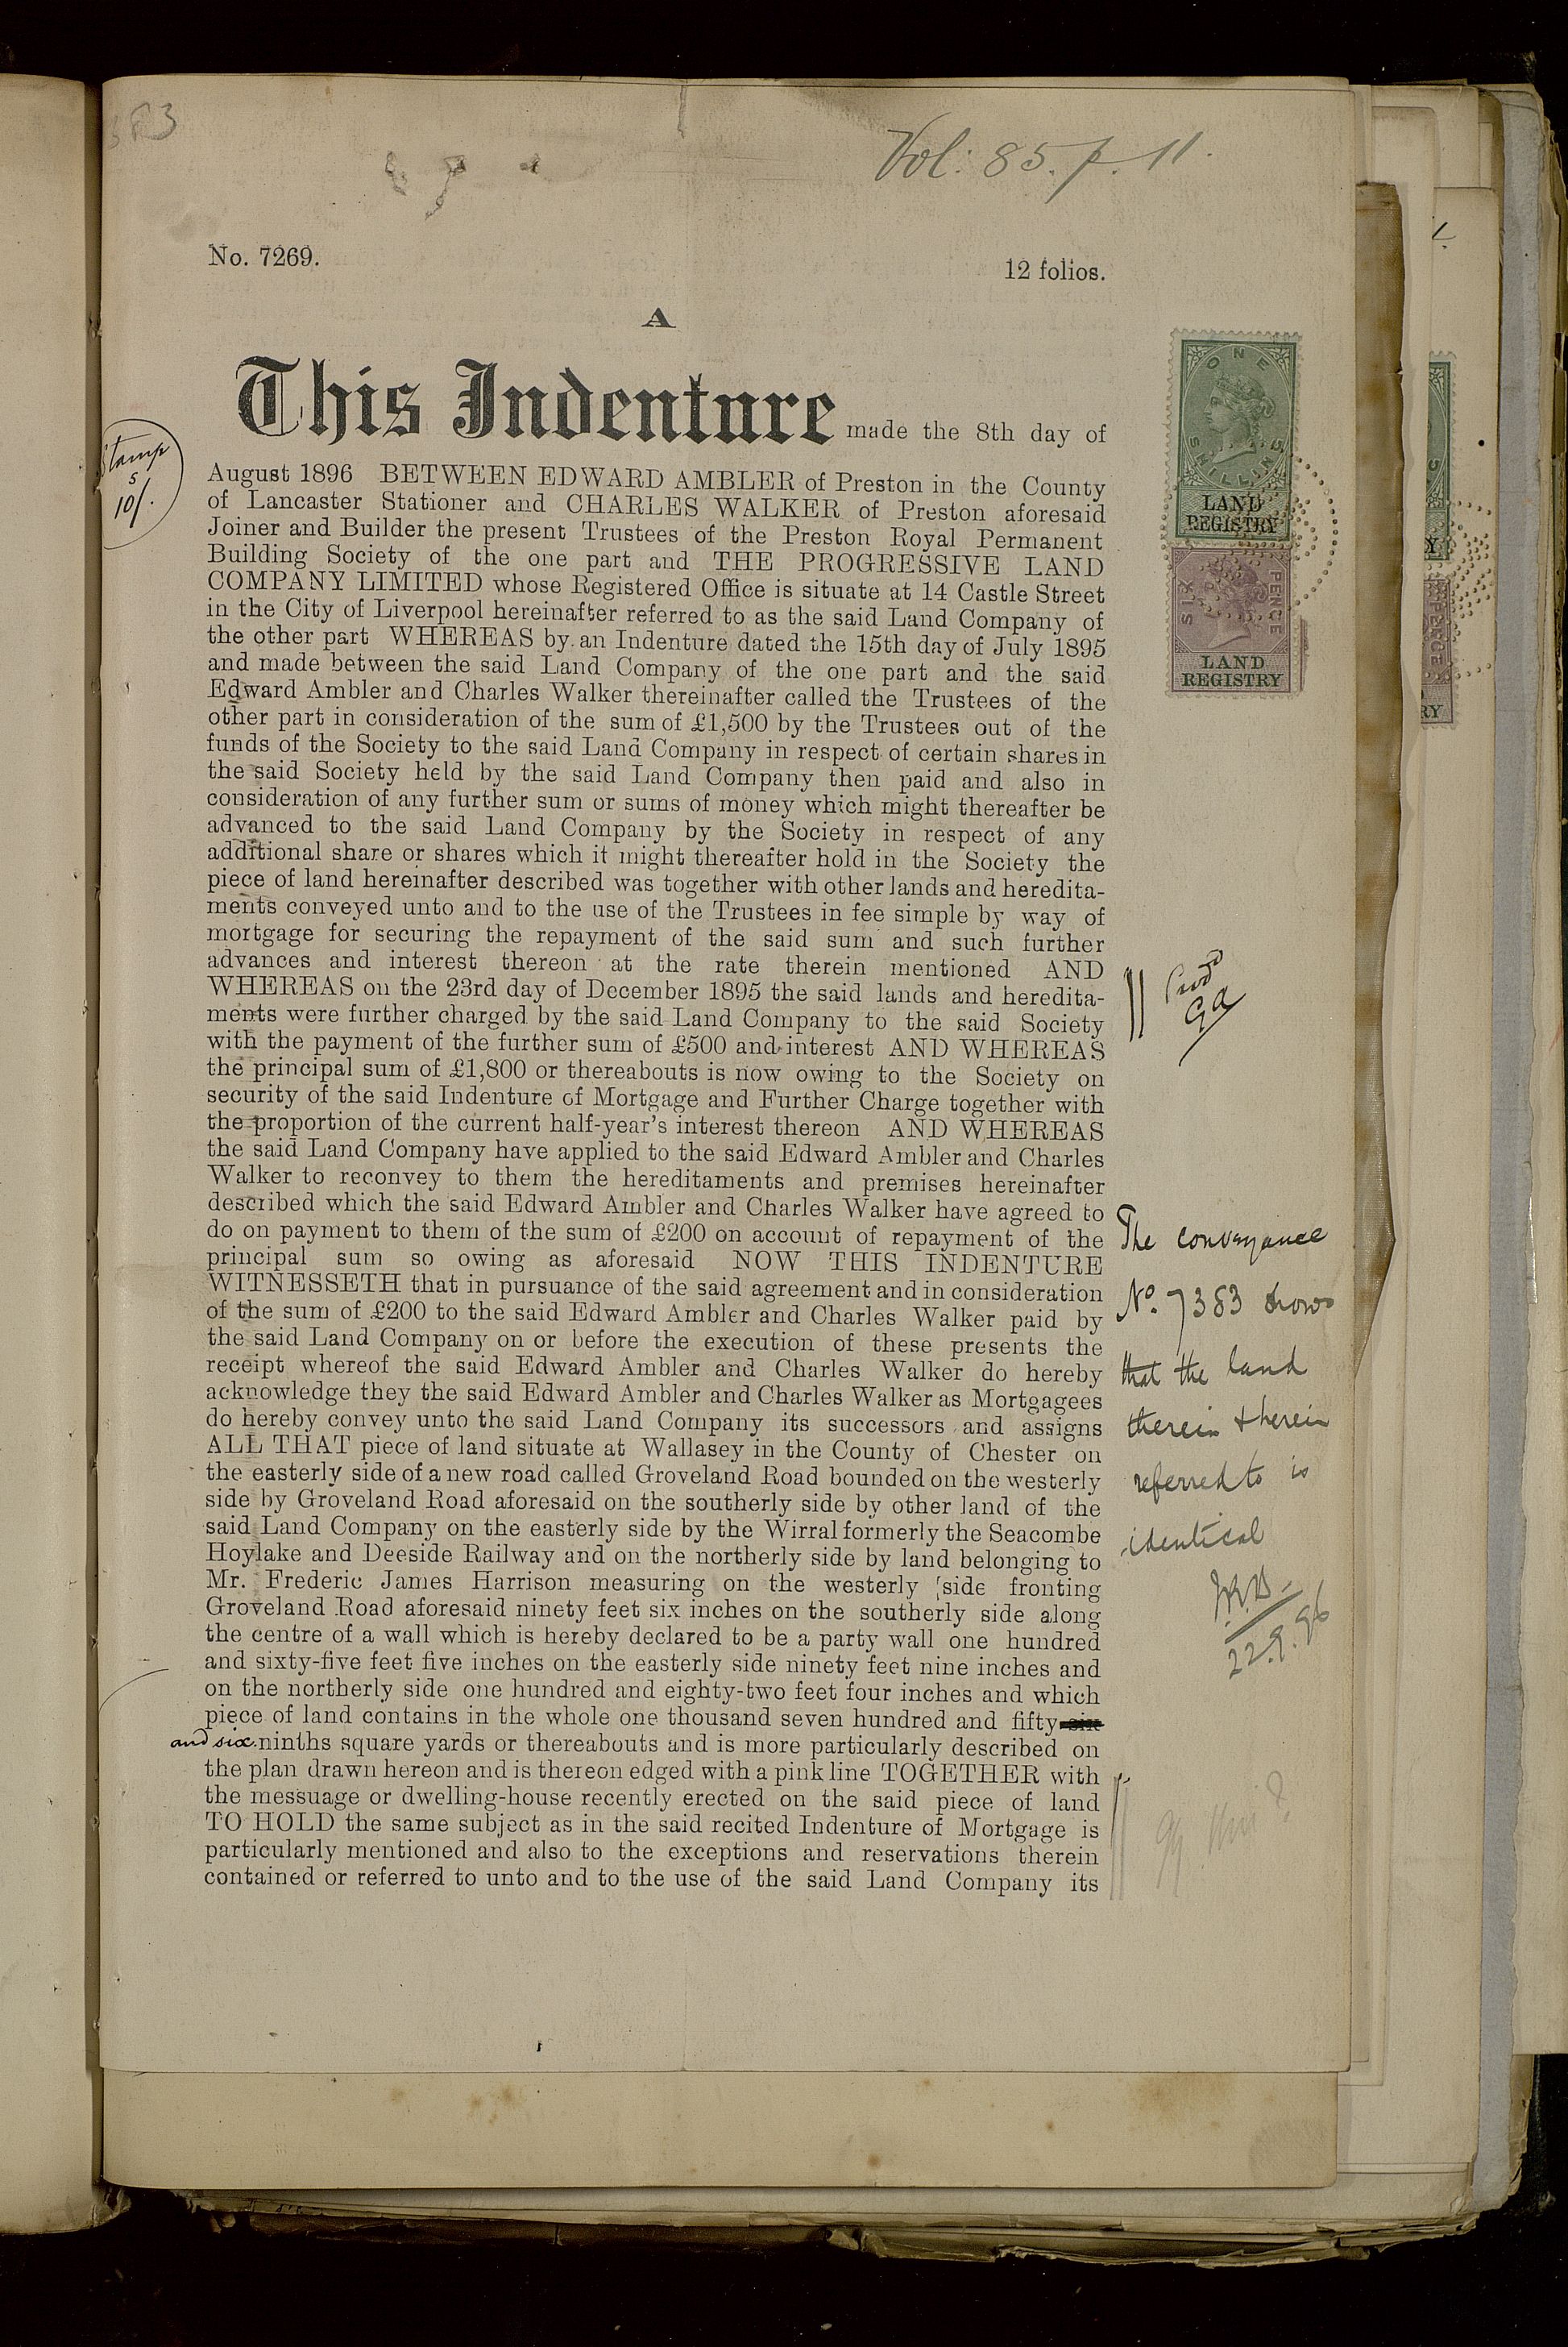 Vol: 85. p. 11.
No. 7269.
12 folios.
A
This Indenture made the 8th day of
Stamp
s
10/.
August 1896 BETWEEN EDWARD AMBLER of Preston in the County
of Lancaster Stationer and CHARLES WALKER of Preston aforesaid
Joiner and Builder the present Trustees of the Preston Royal Permanent
Building Society of the one part and THE PROGRESSIVE LAND
COMPANY LIMITED whose Registered Office is situate at 14 Castle Street
in the City of Liverpool hereinafter referred to as the said Land Company of
the other part WHEREAS by an Indenture dated the 15th day of July 1895
and made between the said Land Company of the one part and the said
Edward Ambler and Charles Walker thereinafter called the Trustees of the
other part in consideration of the sum of £1,500 by the Trustees out of the
funds of the Society to the said Land Company in respect of certain shares in
the said Society held by the said Land Company then paid and also in
consideration of any further sum or sums of money which might thereafter be
advanced to the said Land Company by the Society in respect of any
additional share or shares which it might thereafter hold in the Society the
piece of land hereinafter described was together with other lands and heredita-
ments conveyed unto and to the use of the Trustees in fee simple by way of
mortgage for securing the repayment of the said sum and such further
advances and interest thereon at the rate therein mentioned AND
WHEREAS on the 23rd day of December 1895 the said lands and heredita-
ments were further charged by the said Land Company to the said Society
with the payment of the further sum of £500 and interest AND WHEREAS
the principal sum of £1,800 or thereabouts is now owing to the Society on
security of the said Indenture of Mortgage and Further Charge together with
the proportion of the current half-year's interest thereon AND WHEREAS
the said Land Company have applied to the said Edward Ambler and Charles
Walker to reconvey to them the hereditaments and premises hereinafter
described which the said Edward Ambler and Charles Walker have agreed to
do on payment to them of the sum of £200 on account of repayment of the
principal sum so owing as aforesaid NOW THIS INDENTURE
WITNESSETH that in pursuance of the said agreement and in consideration
of the sum of £200 to the said Edward Ambler and Charles Walker paid by
the said Land Company on or before the execution of these presents the
receipt whereof the said Edward Ambler and Charles Walker do hereby
acknowledge they the said Edward Ambler and Charles Walker as Mortgagees
do hereby convey unto the said Land Company its successors and assigns
ALL THAT piece of land situate at Wallasey in the County of Chester on
the easterly side of a new road called Groveland Road bounded on the westerly
side by Groveland Road aforesaid on the southerly side by other land of the
said Land Company on the easterly side by the Wirral formerly the Seacombe
Hoylake and Deeside Railway and on the northerly side by land belonging to
Mr. Frederic James Harrison measuring on the westerly side fronting
Groveland Road aforesaid ninety feet six inches on the southerly side along
the centre of a wall which is hereby declared to be a party wall one hundred
and sixty-five feet five inches on the easterly side ninety feet nine inches and
on the northerly side one hundred and eighty-two feet four inches and which
piece of land contains in the whole one thousand seven hundred and fifty six
and six ninths square yards or thereabouts and is more particularly described on
the plan drawn hereon and is thereon edged with a pink line TOGETHER with
the messuage or dwelling-house recently erected on the said piece of land
TO HOLD the same subject as in the said recited Indenture of Mortgage is
particularly mentioned and also to the exceptions and reservations therein
contained or referred to unto and to the use of the said Land Company its
ONE
SHILLING
LAND
REGISTRY
SIX
PENCE
LAND
REGISTRY
The conveyance
No. 7383 shows
that the land
therein & herein
referred to is
identical
22.9.96